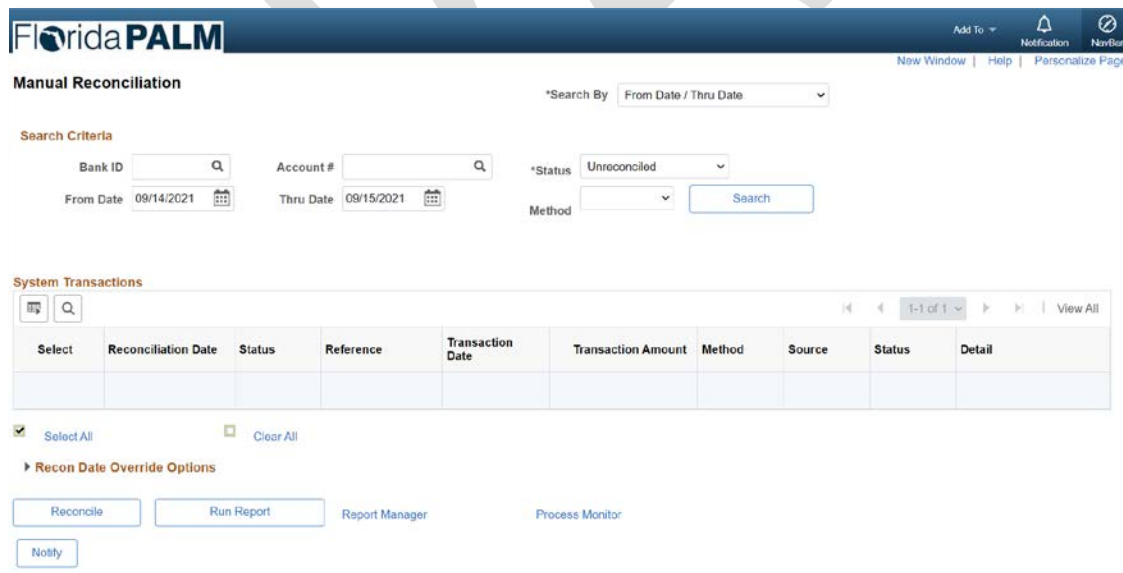 Florida PALM
Add To
Notification
NavBar
New Window | Help | Personalize Page
Manual Reconciliation
*Search By From Date / Thru Date
Search Criteria
Bank ID
Account #
*Status Unreconciled
From Date 09/14/2021
Thru Date 09/15/2021
Method
Search
System Transactions
1-1 of 1
View All
Select
Reconciliation Date
Status
Reference
Transaction Date
Transaction Amount
Method
Source
Status
Detail
Select All
Clear All
Recon Date Override Options
Reconcile
Run Report
Report Manager
Process Monitor
Notify